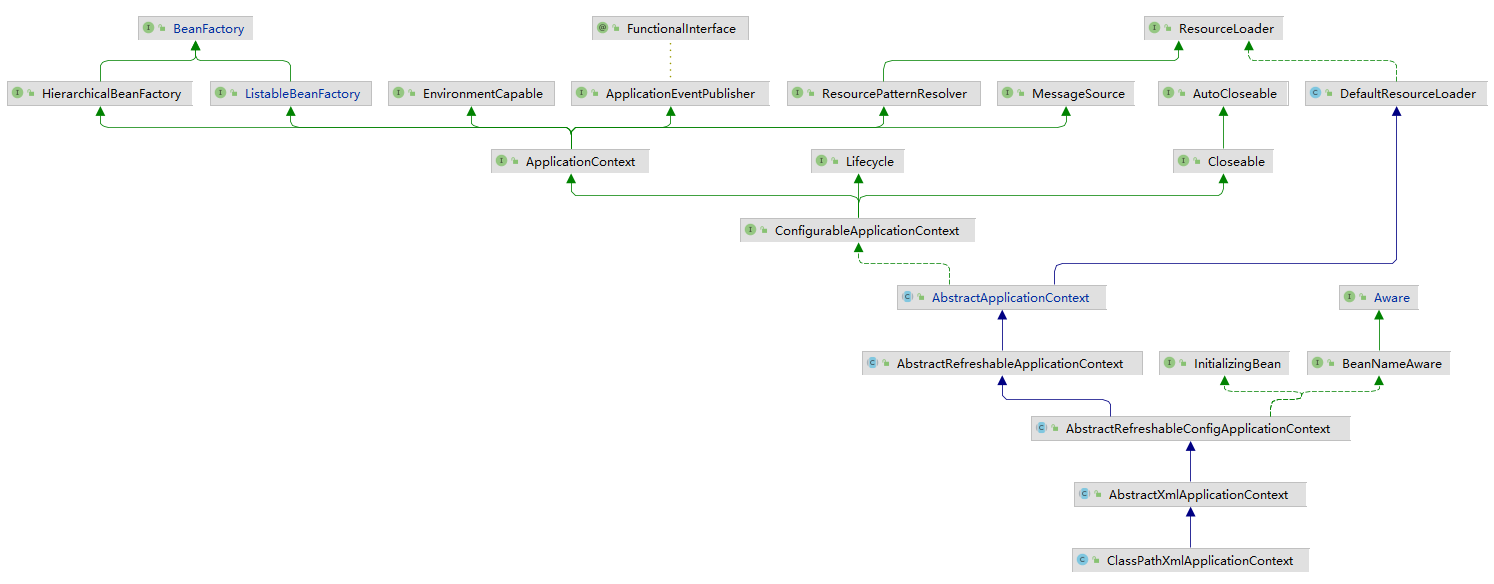 BeanFactory
FunctionalInterface
ResourceLoader
HierarchicalBeanFactory
ListableBeanFactory
EnvironmentCapable
ApplicationEventPublisher
ResourcePatternResolver
MessageSource
AutoCloseable
DefaultResourceLoader
ApplicationContext
Lifecycle
Closeable
ConfigurableApplicationContext
AbstractApplicationContext
Aware
AbstractRefreshableApplicationContext
InitializingBean
BeanNameAware
AbstractRefreshableConfigApplicationContext
AbstractXmlApplicationContext
ClassPathXmlApplicationContext